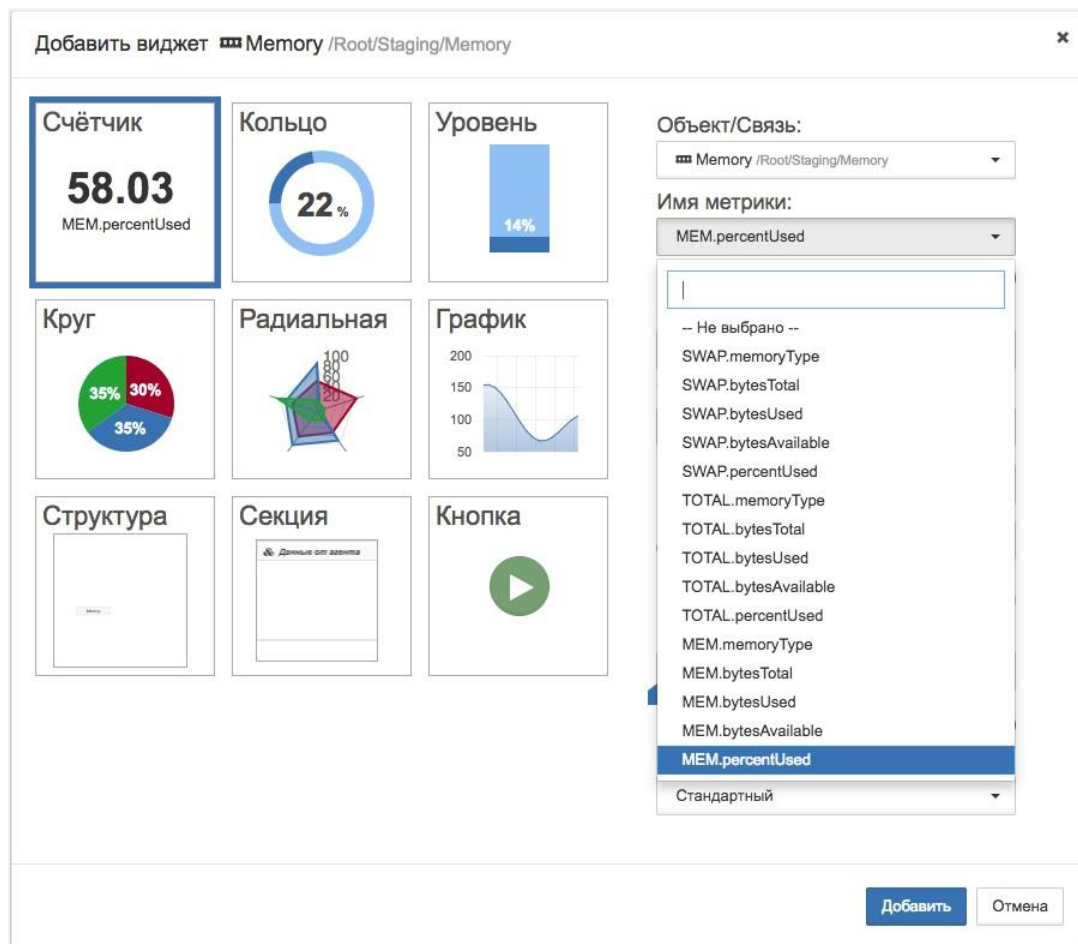 Добавить виджет Memory /Root/Staging/Memory ×
Счётчик
58.03
MEM.percentUsed
Кольцо
22 %
Уровень
14%
Круг
35% 30%
35%
Радиальная
100
80
60
40
20
График
200
150
100
50
Структура
Memory
Секция
Данные от агента
Кнопка
Объект/Связь:
Memory /Root/Staging/Memory
Имя метрики:
MEM.percentUsed
-- Не выбрано --
SWAP.memoryType
SWAP.bytesTotal
SWAP.bytesUsed
SWAP.bytesAvailable
SWAP.percentUsed
TOTAL.memoryType
TOTAL.bytesTotal
TOTAL.bytesUsed
TOTAL.bytesAvailable
TOTAL.percentUsed
MEM.memoryType
MEM.bytesTotal
MEM.bytesUsed
MEM.bytesAvailable
MEM.percentUsed
Стандартный
Добавить Отмена